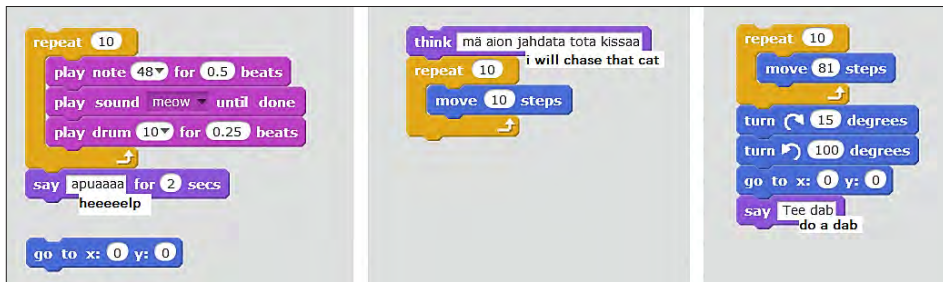 repeat 10
play note 48 for 0.5 beats
play sound meow until done
play drum 10 for 0.25 beats
say apuaaaa for 2 secs
heeeeelp
go to x: 0 y: 0
think mä aion jahdata tota kissaa
i will chase that cat
repeat 10
move 10 steps
repeat 10
move 81 steps
turn 15 degrees
turn 100 degrees
go to x: 0 y: 0
say Tee dab
do a dab